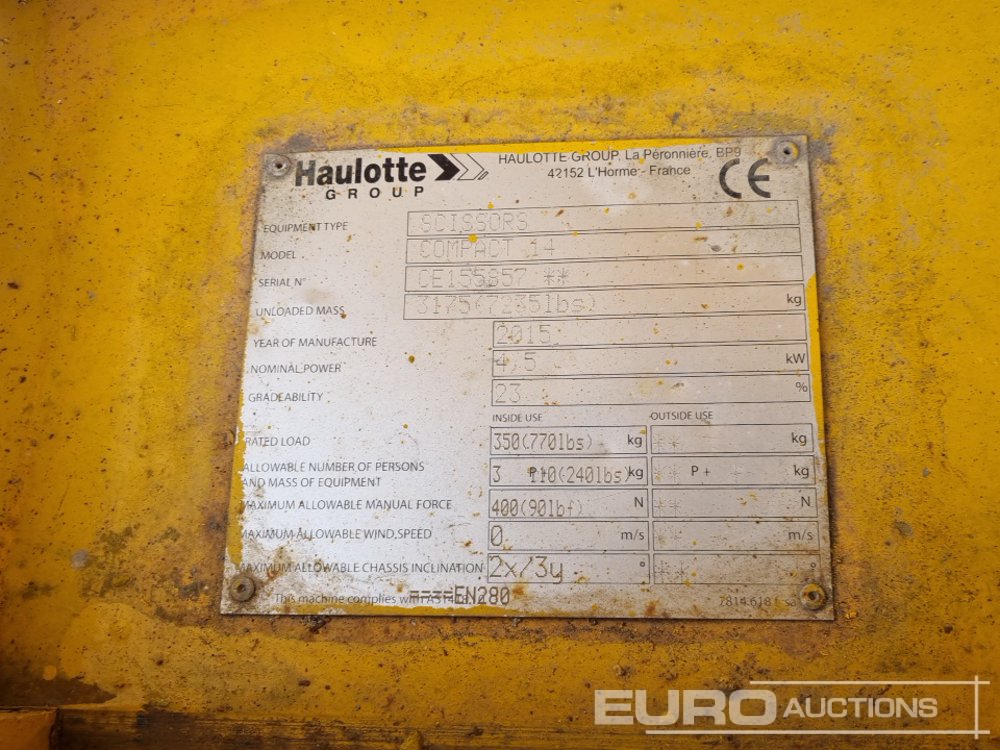 Haulotte
GROUP
HAULOTTE GROUP, La Péronnière, BP9
42152 L'Horme - France
CE
EQUIPMENT TYPE SCISSORS
MODEL COMPACT 14
SERIAL N° CE155857 **
UNLOADED MASS 3175(7235lbs) kg
YEAR OF MANUFACTURE 2015
NOMINAL POWER 4,5 kW
GRADEABILITY 23 %
INSIDE USE OUTSIDE USE
RATED LOAD 350(770lbs) kg ** kg
ALLOWABLE NUMBER OF PERSONS
AND MASS OF EQUIPMENT 3 P+ 110(240lbs) kg ** P + kg
MAXIMUM ALLOWABLE MANUAL FORCE 400(90lbf) N ** N
MAXIMUM ALLOWABLE WIND SPEED 0 m/s m/s
MAXIMUM ALLOWABLE CHASSIS INCLINATION 2x/3y ° ** °
This machine complies with EN280
EURO AUCTIONS